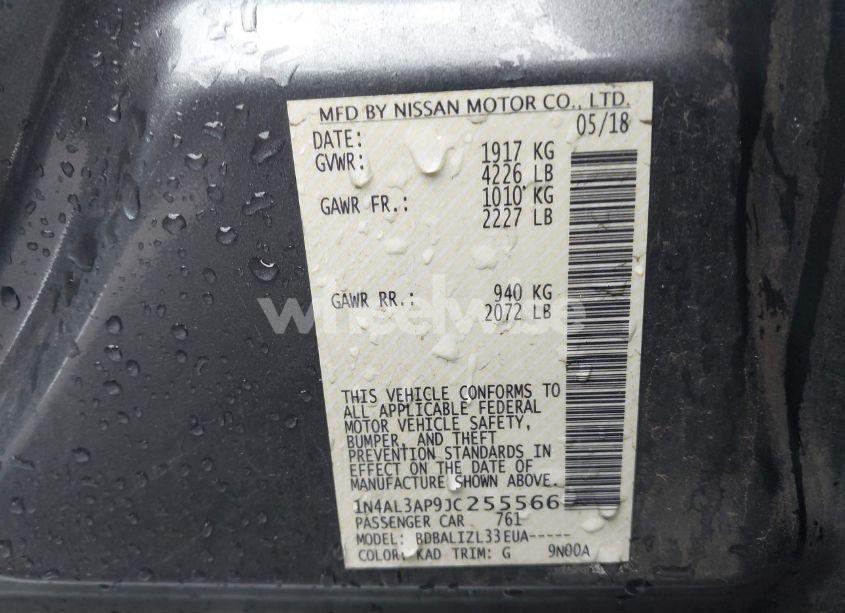 MFD BY NISSAN MOTOR CO., LTD.
DATE: 05/18
GVWR: 1917 KG
4226 LB
GAWR FR.: 1010 KG
2227 LB
GAWR RR.: 940 KG
2072 LB
wheelwise
THIS VEHICLE CONFORMS TO
ALL APPLICABLE FEDERAL
MOTOR VEHICLE SAFETY,
BUMPER, AND THEFT
PREVENTION STANDARDS IN
EFFECT ON THE DATE OF
MANUFACTURE SHOWN ABOVE.
1N4AL3AP9JC255566
PASSENGER CAR 761
MODEL: BDBALIZL33EUA-----
COLOR: KAD TRIM: G 9N00A